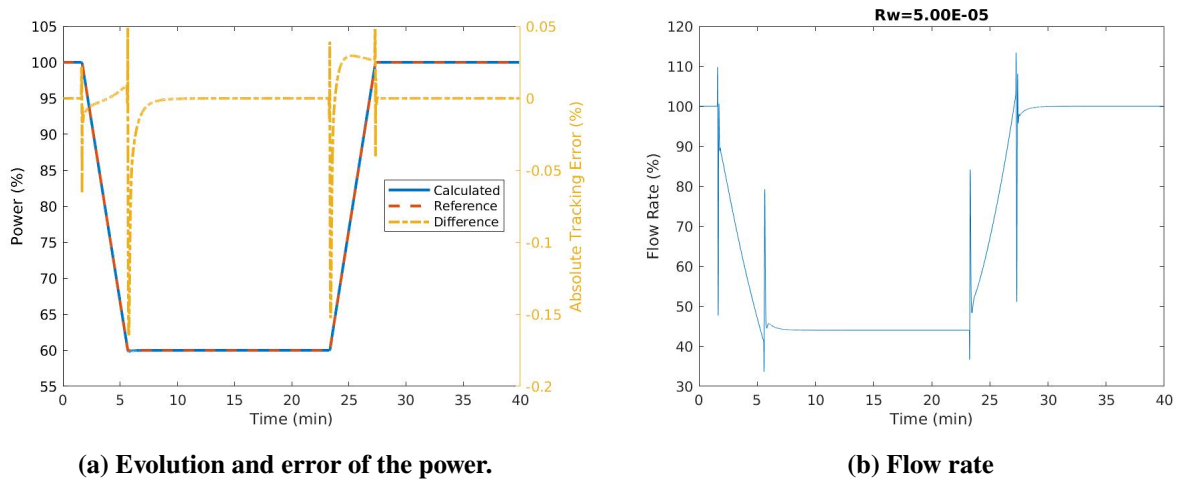 105
100
95
90
85
80
75
70
65
60
55
Power (%)
0 5 10 15 20 25 30 35 40
Time (min)
0.05
0
-0.05
-0.1
-0.15
-0.2
Absolute Tracking Error (%)
Calculated
Reference
Difference
(a) Evolution and error of the power.
Rw=5.00E-05
120
110
100
90
80
70
60
50
40
30
Flow Rate (%)
0 5 10 15 20 25 30 35 40
Time (min)
(b) Flow rate